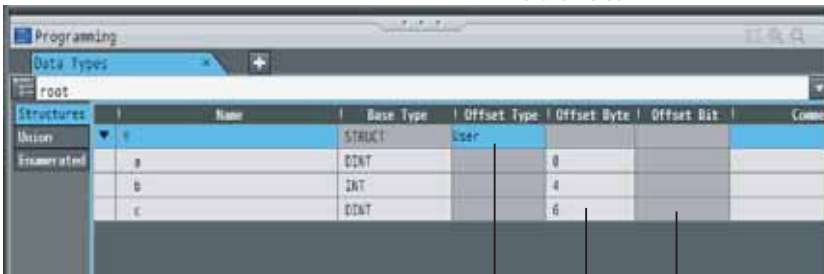 Programming
Data Types
root
Structures Name Base Type Offset Type Offset Byte Offset Bit
Union STRUCT User
Enumerated a DINT 0
b INT 4
c DINT 6